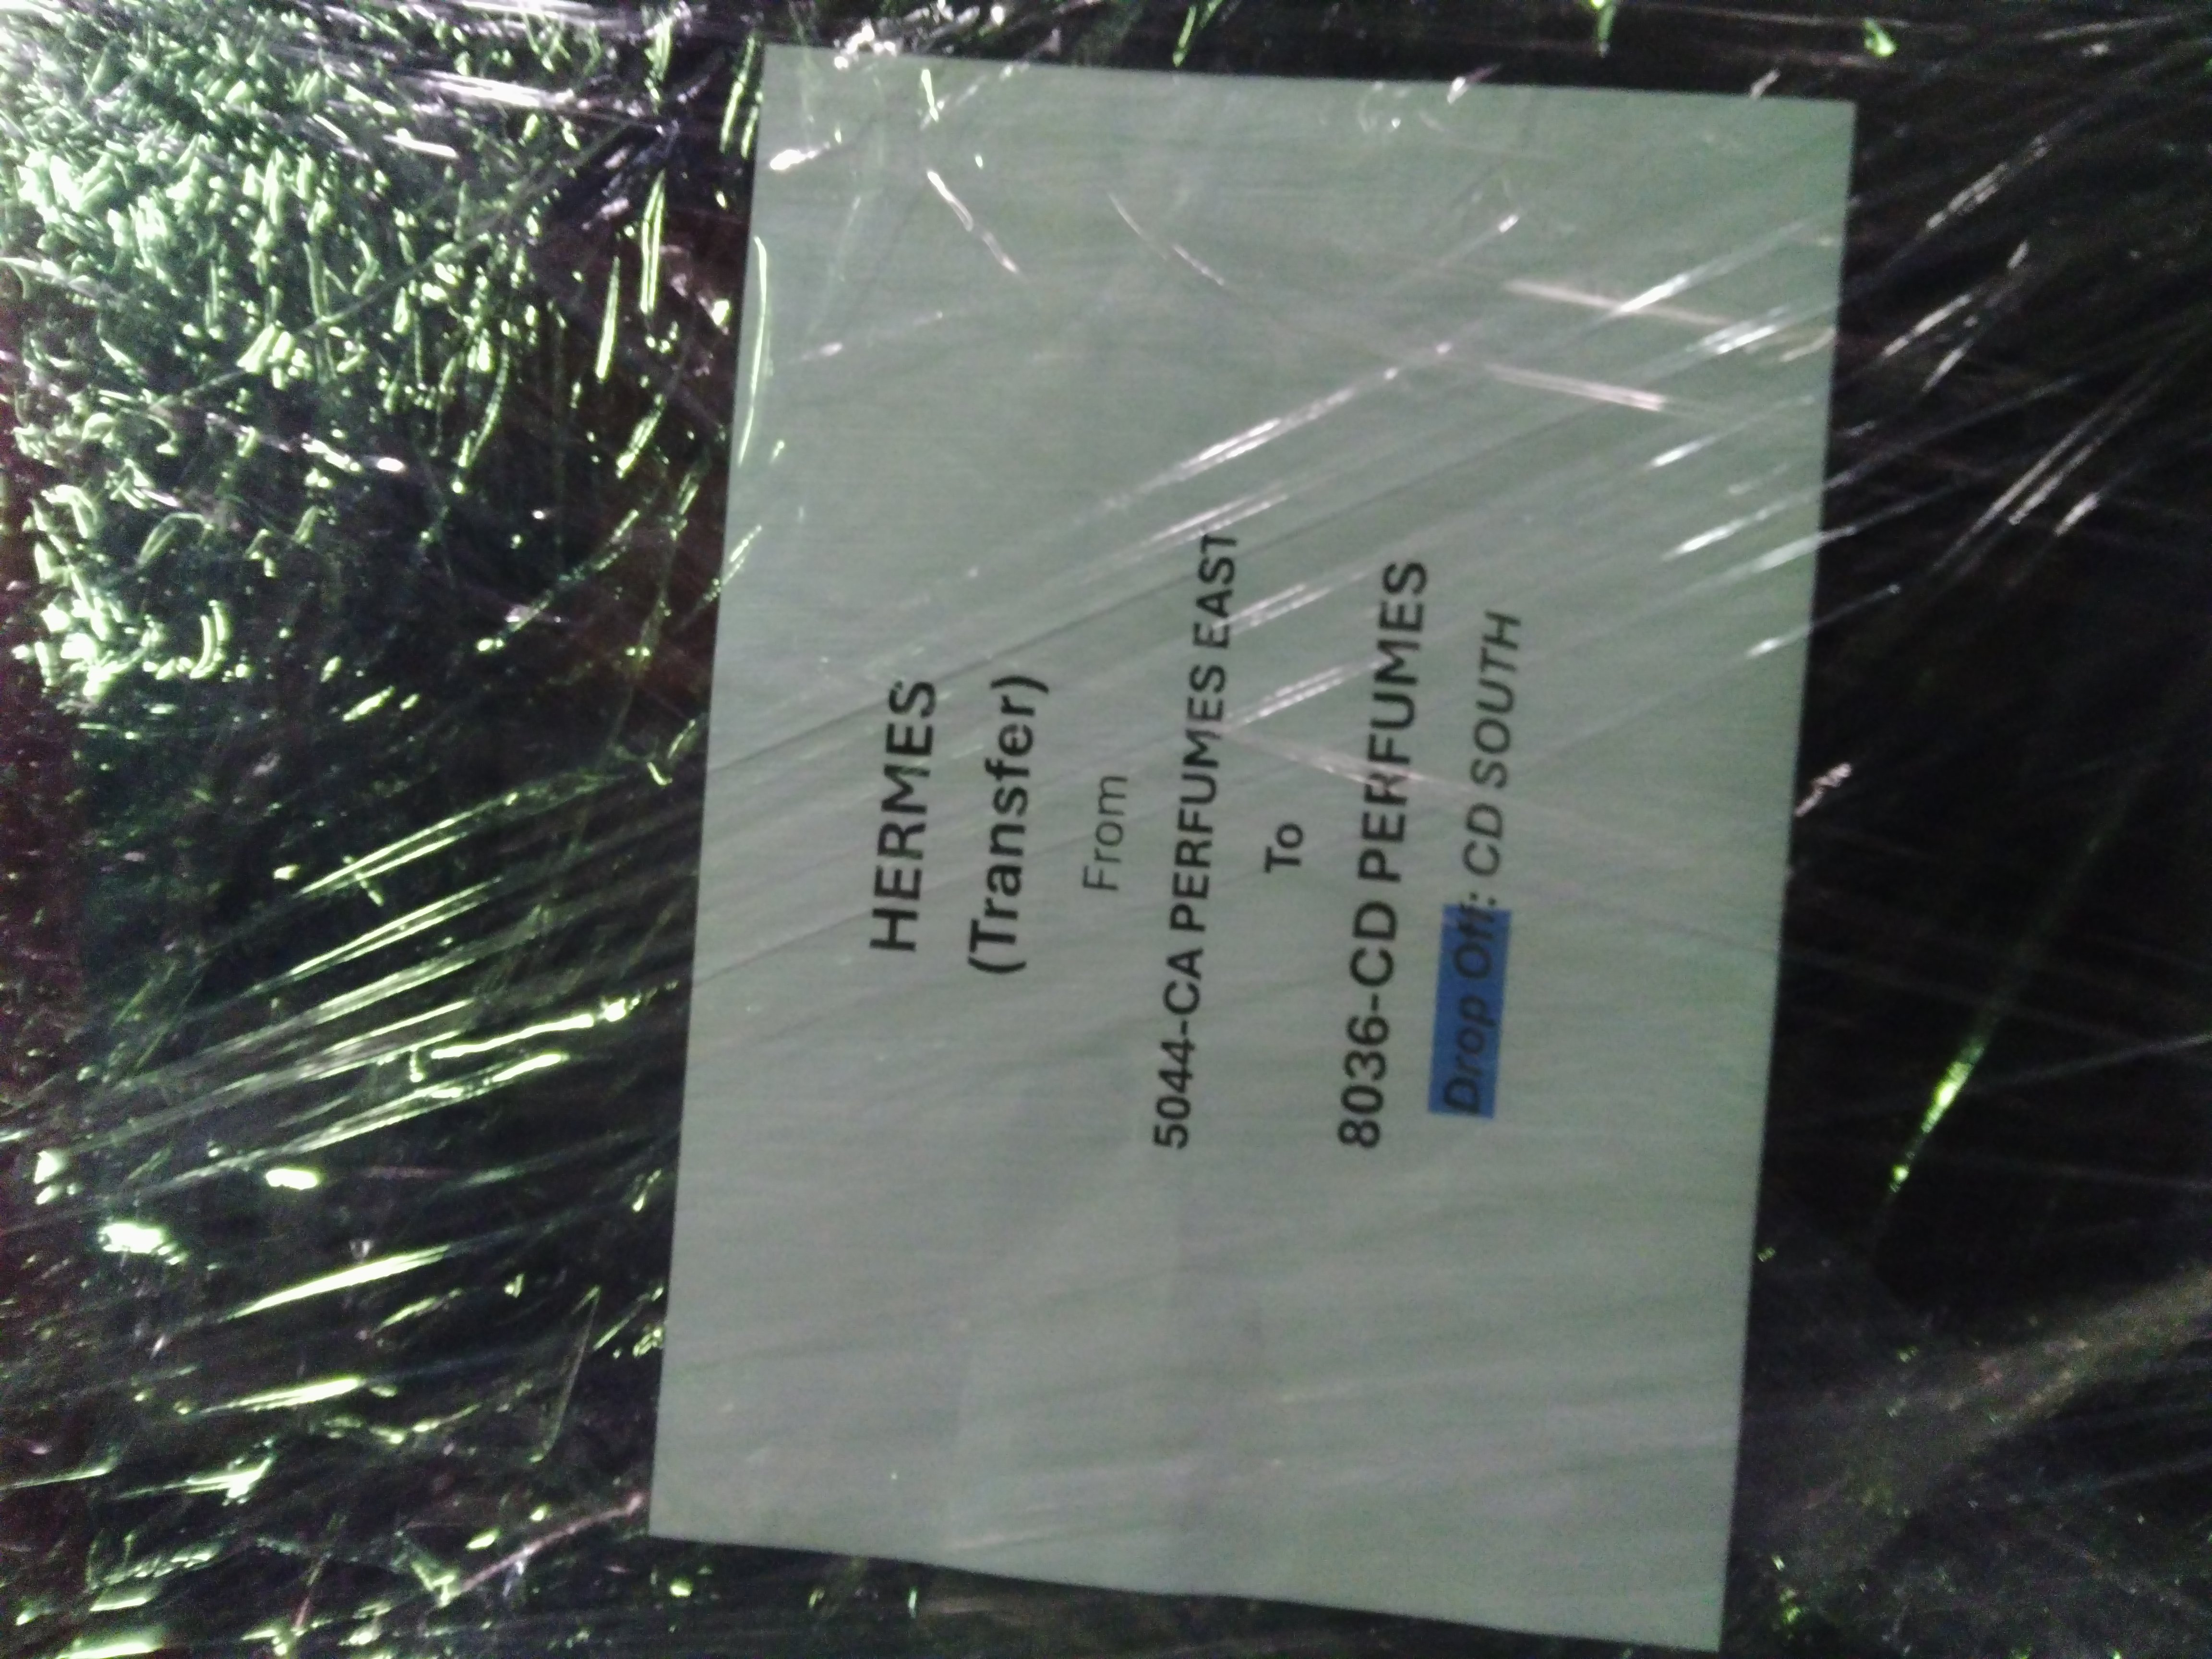 HERMES
(Transfer)
From
5044-CA PERFUMES EAST
To
8036-CD PERFUMES
Drop Off: CD SOUTH